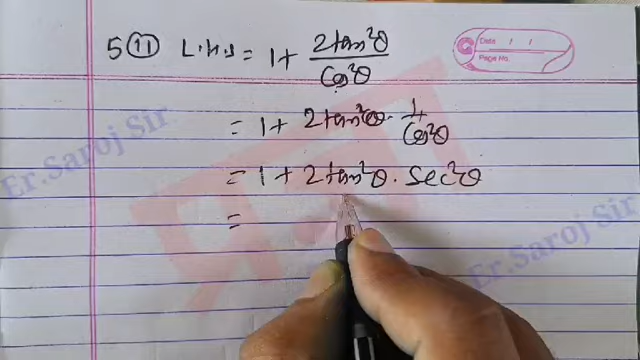 5 (11) L.H.S = 1 + 2tan²θ / Cos²θ
Date / /
Page No.
= 1 + 2tan²θ · 1/Cos²θ
= 1 + 2tan²θ · Sec²θ
=
Er. Saroj Sir
Er. Saroj Sir